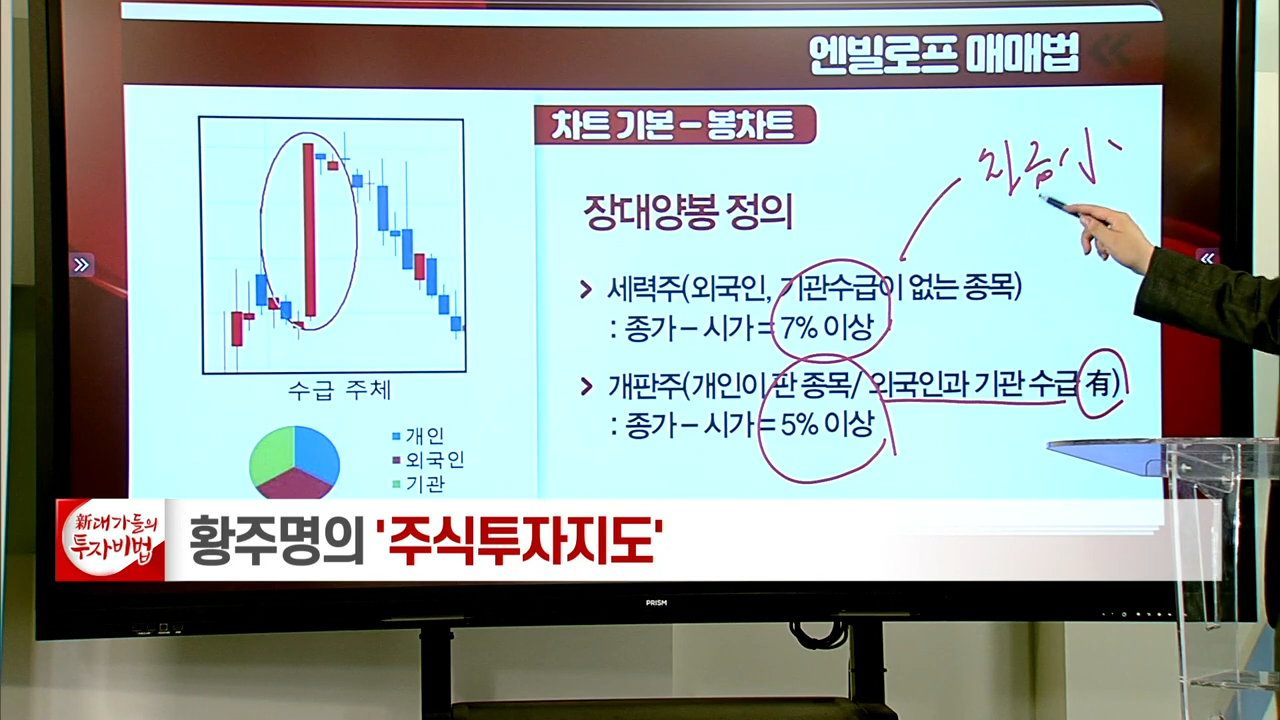 엔빌로프 매매법
차트 기본 – 봉차트
자금小
장대양봉 정의
세력주(외국인, 기관수급이 없는 종목)
: 종가 – 시가 = 7% 이상
개판주(개인이 판 종목/ 외국인과 기관 수급 有)
: 종가 – 시가 = 5% 이상
수급 주체
개인
외국인
기관
新대가들의
투자비법
황주명의 '주식투자지도'
PRISM